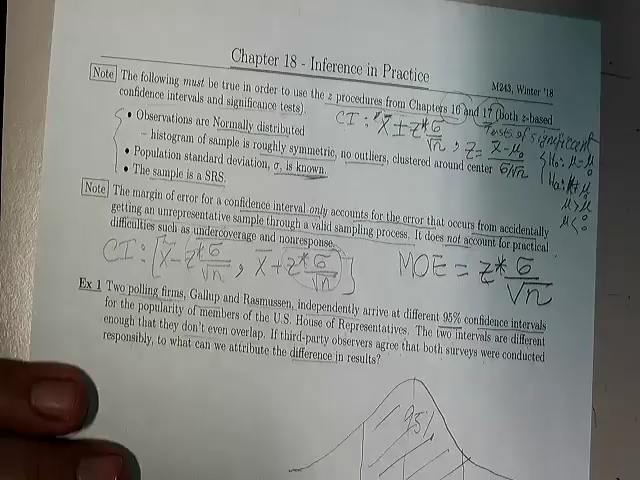 Chapter 18 - Inference in Practice
M243, Winter '18
Note The following must be true in order to use the z procedures from Chapters 16 and 17 (both z-based
confidence intervals and significance tests).
CI: x̄ ± z* σ/√n , z = x̄ - μ₀ / σ/√n
Tests of significant
• Observations are Normally distributed
– histogram of sample is roughly symmetric, no outliers, clustered around center
• Population standard deviation, σ, is known.
• The sample is a SRS.
H₀: μ = μ₀
Hₐ: μ ≠ μ₀
μ > μ₀
μ < μ₀
Note The margin of error for a confidence interval only accounts for the error that occurs from accidentally
getting an unrepresentative sample through a valid sampling process. It does not account for practical
difficulties such as undercoverage and nonresponse.
CI: [x̄ - z* σ/√n , x̄ + z* σ/√n]
MOE = z* σ/√n
Ex 1 Two polling firms, Gallup and Rasmussen, independently arrive at different 95% confidence intervals
for the popularity of members of the U.S. House of Representatives. The two intervals are different
enough that they don't even overlap. If third-party observers agree that both surveys were conducted
responsibly, to what can we attribute the difference in results?
95%